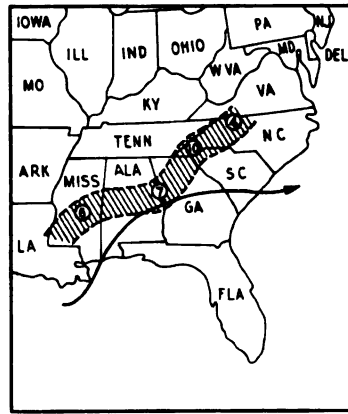 IOWA
PA
N.J
ILL
IND
OHIO
MD
DEL
W VA
MO
VA
KY
NC
TENN
ARK
ALA
MISS
SC
GA
LA
FLA